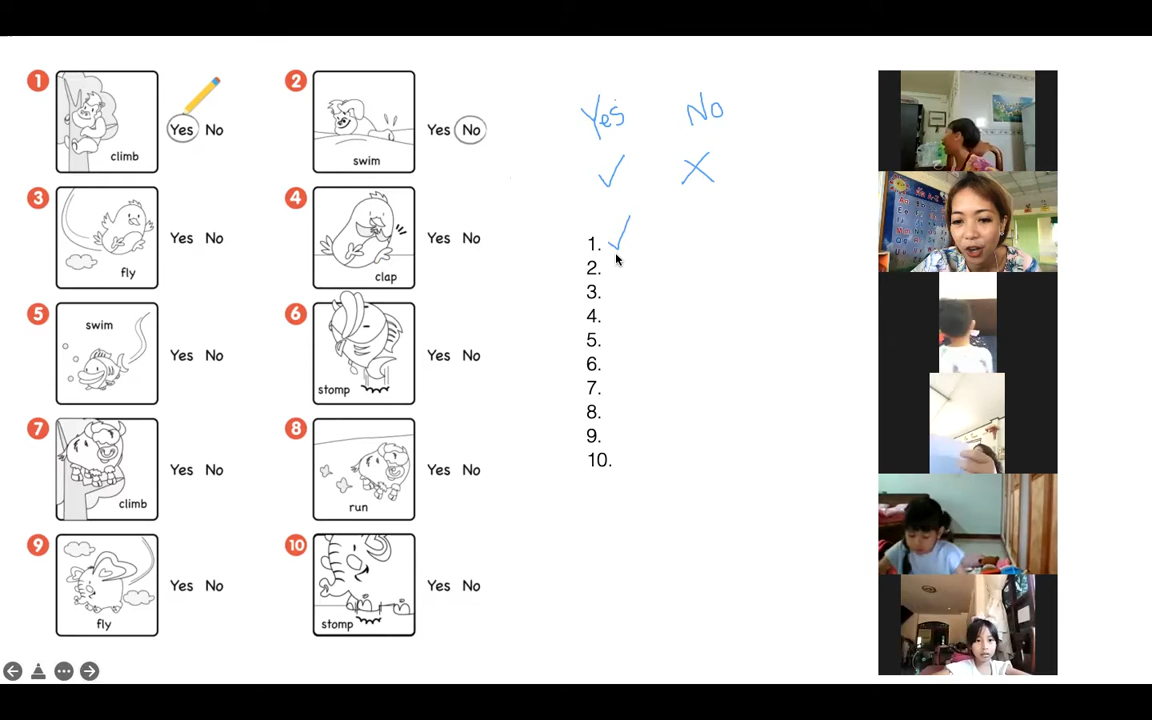 1
climb
Yes No
2
swim
Yes No
3
fly
Yes No
4
clap
Yes No
5
swim
Yes No
6
stomp
Yes No
7
climb
Yes No
8
run
Yes No
9
fly
Yes No
10
stomp
Yes No
Yes No
✓ X
1. ✓
2.
3.
4.
5.
6.
7.
8.
9.
10.